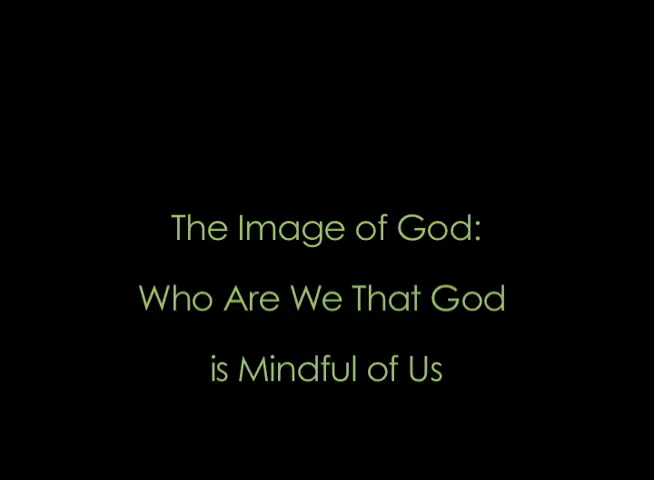 The Image of God:
Who Are We That God
is Mindful of Us